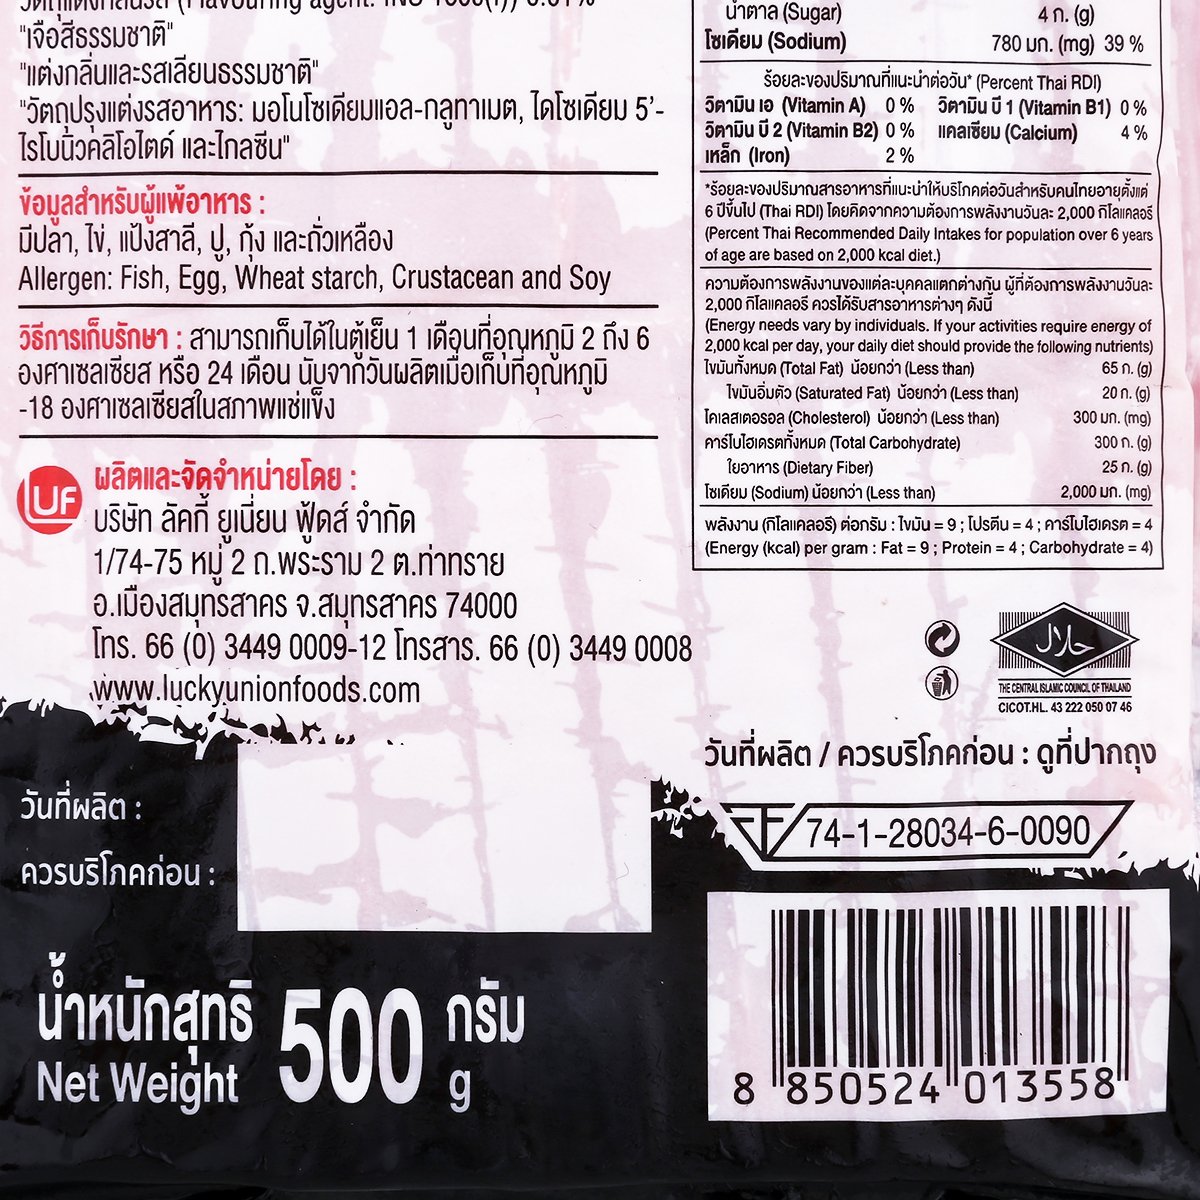 "เจือสีธรรมชาติ"
"แต่งกลิ่นและรสเลียนธรรมชาติ"
"วัตถุปรุงแต่งรสอาหาร: มอโนโซเดียมแอล-กลูทาเมต, ไดโซเดียม 5'-
ไรโบนิวคลิโอไตด์ และไกลซีน"
ข้อมูลสำหรับผู้แพ้อาหาร :
มีปลา, ไข่, แป้งสาลี, ปู, กุ้ง และถั่วเหลือง
Allergen: Fish, Egg, Wheat starch, Crustacean and Soy
วิธีการเก็บรักษา : สามารถเก็บได้ในตู้เย็น 1 เดือนที่อุณหภูมิ 2 ถึง 6
องศาเซลเซียส หรือ 24 เดือน นับจากวันผลิตเมื่อเก็บที่อุณหภูมิ
-18 องศาเซลเซียสในสภาพแช่แข็ง
LUF
ผลิตและจัดจำหน่ายโดย :
บริษัท ลัคกี้ ยูเนี่ยน ฟู้ดส์ จำกัด
1/74-75 หมู่ 2 ถ.พระราม 2 ต.ท่าทราย
อ.เมืองสมุทรสาคร จ.สมุทรสาคร 74000
โทร. 66 (0) 3449 0009-12 โทรสาร. 66 (0) 3449 0008
www.luckyunionfoods.com
วันที่ผลิต :
ควรบริโภคก่อน :
น้ำหนักสุทธิ 500 กรัม
Net Weight g
น้ำตาล (Sugar) 4 ก. (g)
โซเดียม (Sodium) 780 มก. (mg) 39 %
ร้อยละของปริมาณที่แนะนำต่อวัน* (Percent Thai RDI)
วิตามิน เอ (Vitamin A) 0 % วิตามิน บี 1 (Vitamin B1) 0 %
วิตามิน บี 2 (Vitamin B2) 0 % แคลเซียม (Calcium) 4 %
เหล็ก (Iron) 2 %
*ร้อยละของปริมาณสารอาหารที่แนะนำให้บริโภคต่อวันสำหรับคนไทยอายุตั้งแต่
6 ปีขึ้นไป (Thai RDI) โดยคิดจากความต้องการพลังงานวันละ 2,000 กิโลแคลอรี
(Percent Thai Recommended Daily Intakes for population over 6 years
of age are based on 2,000 kcal diet.)
ความต้องการพลังงานของแต่ละบุคคลแตกต่างกัน ผู้ที่ต้องการพลังงานวันละ
2,000 กิโลแคลอรี ควรได้รับสารอาหารต่างๆ ดังนี้
(Energy needs vary by individuals. If your activities require energy of
2,000 kcal per day, your daily diet should provide the following nutrients)
ไขมันทั้งหมด (Total Fat) น้อยกว่า (Less than) 65 ก. (g)
ไขมันอิ่มตัว (Saturated Fat) น้อยกว่า (Less than) 20 ก. (g)
โคเลสเตอรอล (Cholesterol) น้อยกว่า (Less than) 300 มก. (mg)
คาร์โบไฮเดรตทั้งหมด (Total Carbohydrate) 300 ก. (g)
ใยอาหาร (Dietary Fiber) 25 ก. (g)
โซเดียม (Sodium) น้อยกว่า (Less than) 2,000 มก. (mg)
พลังงาน (กิโลแคลอรี) ต่อกรัม : ไขมัน = 9 ; โปรตีน = 4 ; คาร์โบไฮเดรต = 4
(Energy (kcal) per gram : Fat = 9 ; Protein = 4 ; Carbohydrate = 4)
حلال
THE CENTRAL ISLAMIC COUNCIL OF THAILAND
CICOT.HL. 43 222 050 07 46
วันที่ผลิต / ควรบริโภคก่อน : ดูที่ปากถุง
74-1-28034-6-0090
8 850524 013558